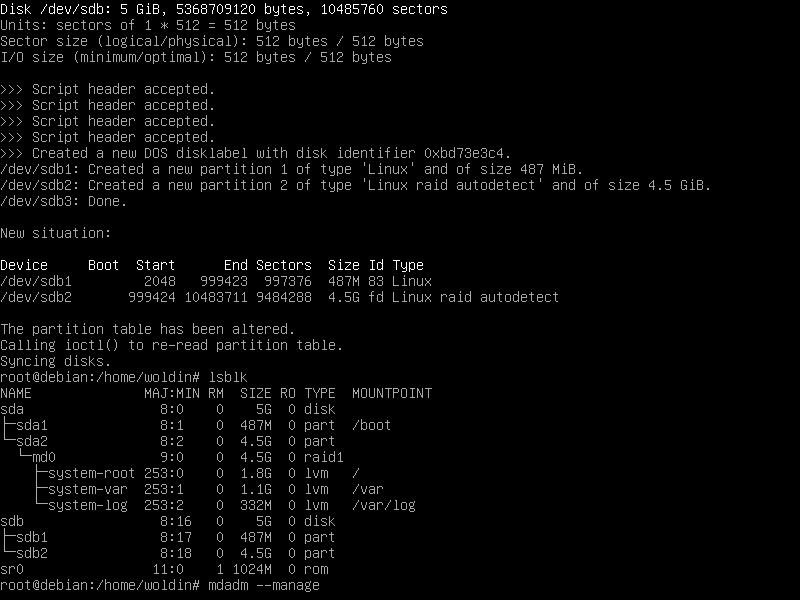 Disk /dev/sdb: 5 GiB, 5368709120 bytes, 10485760 sectors
Units: sectors of 1 * 512 = 512 bytes
Sector size (logical/physical): 512 bytes / 512 bytes
I/O size (minimum/optimal): 512 bytes / 512 bytes

>>> Script header accepted.
>>> Script header accepted.
>>> Script header accepted.
>>> Script header accepted.
>>> Created a new DOS disklabel with disk identifier 0xbd73e3c4.
/dev/sdb1: Created a new partition 1 of type 'Linux' and of size 487 MiB.
/dev/sdb2: Created a new partition 2 of type 'Linux raid autodetect' and of size 4.5 GiB.
/dev/sdb3: Done.

New situation:

Device     Boot  Start      End Sectors  Size Id Type
/dev/sdb1         2048   999423  997376  487M 83 Linux
/dev/sdb2       999424 10483711 9484288  4.5G fd Linux raid autodetect

The partition table has been altered.
Calling ioctl() to re-read partition table.
Syncing disks.
root@debian:/home/woldin# lsblk
NAME              MAJ:MIN RM  SIZE RO TYPE  MOUNTPOINT
sda                 8:0    0    5G  0 disk
├─sda1              8:1    0  487M  0 part  /boot
└─sda2              8:2    0  4.5G  0 part
  └─md0             9:0    0  4.5G  0 raid1
    ├─system-root 253:0    0  1.8G  0 lvm   /
    ├─system-var  253:1    0  1.1G  0 lvm   /var
    └─system-log  253:2    0  332M  0 lvm   /var/log
sdb                 8:16   0    5G  0 disk
├─sdb1              8:17   0  487M  0 part
└─sdb2              8:18   0  4.5G  0 part
sr0                11:0    1 1024M  0 rom
root@debian:/home/woldin# mdadm --manage